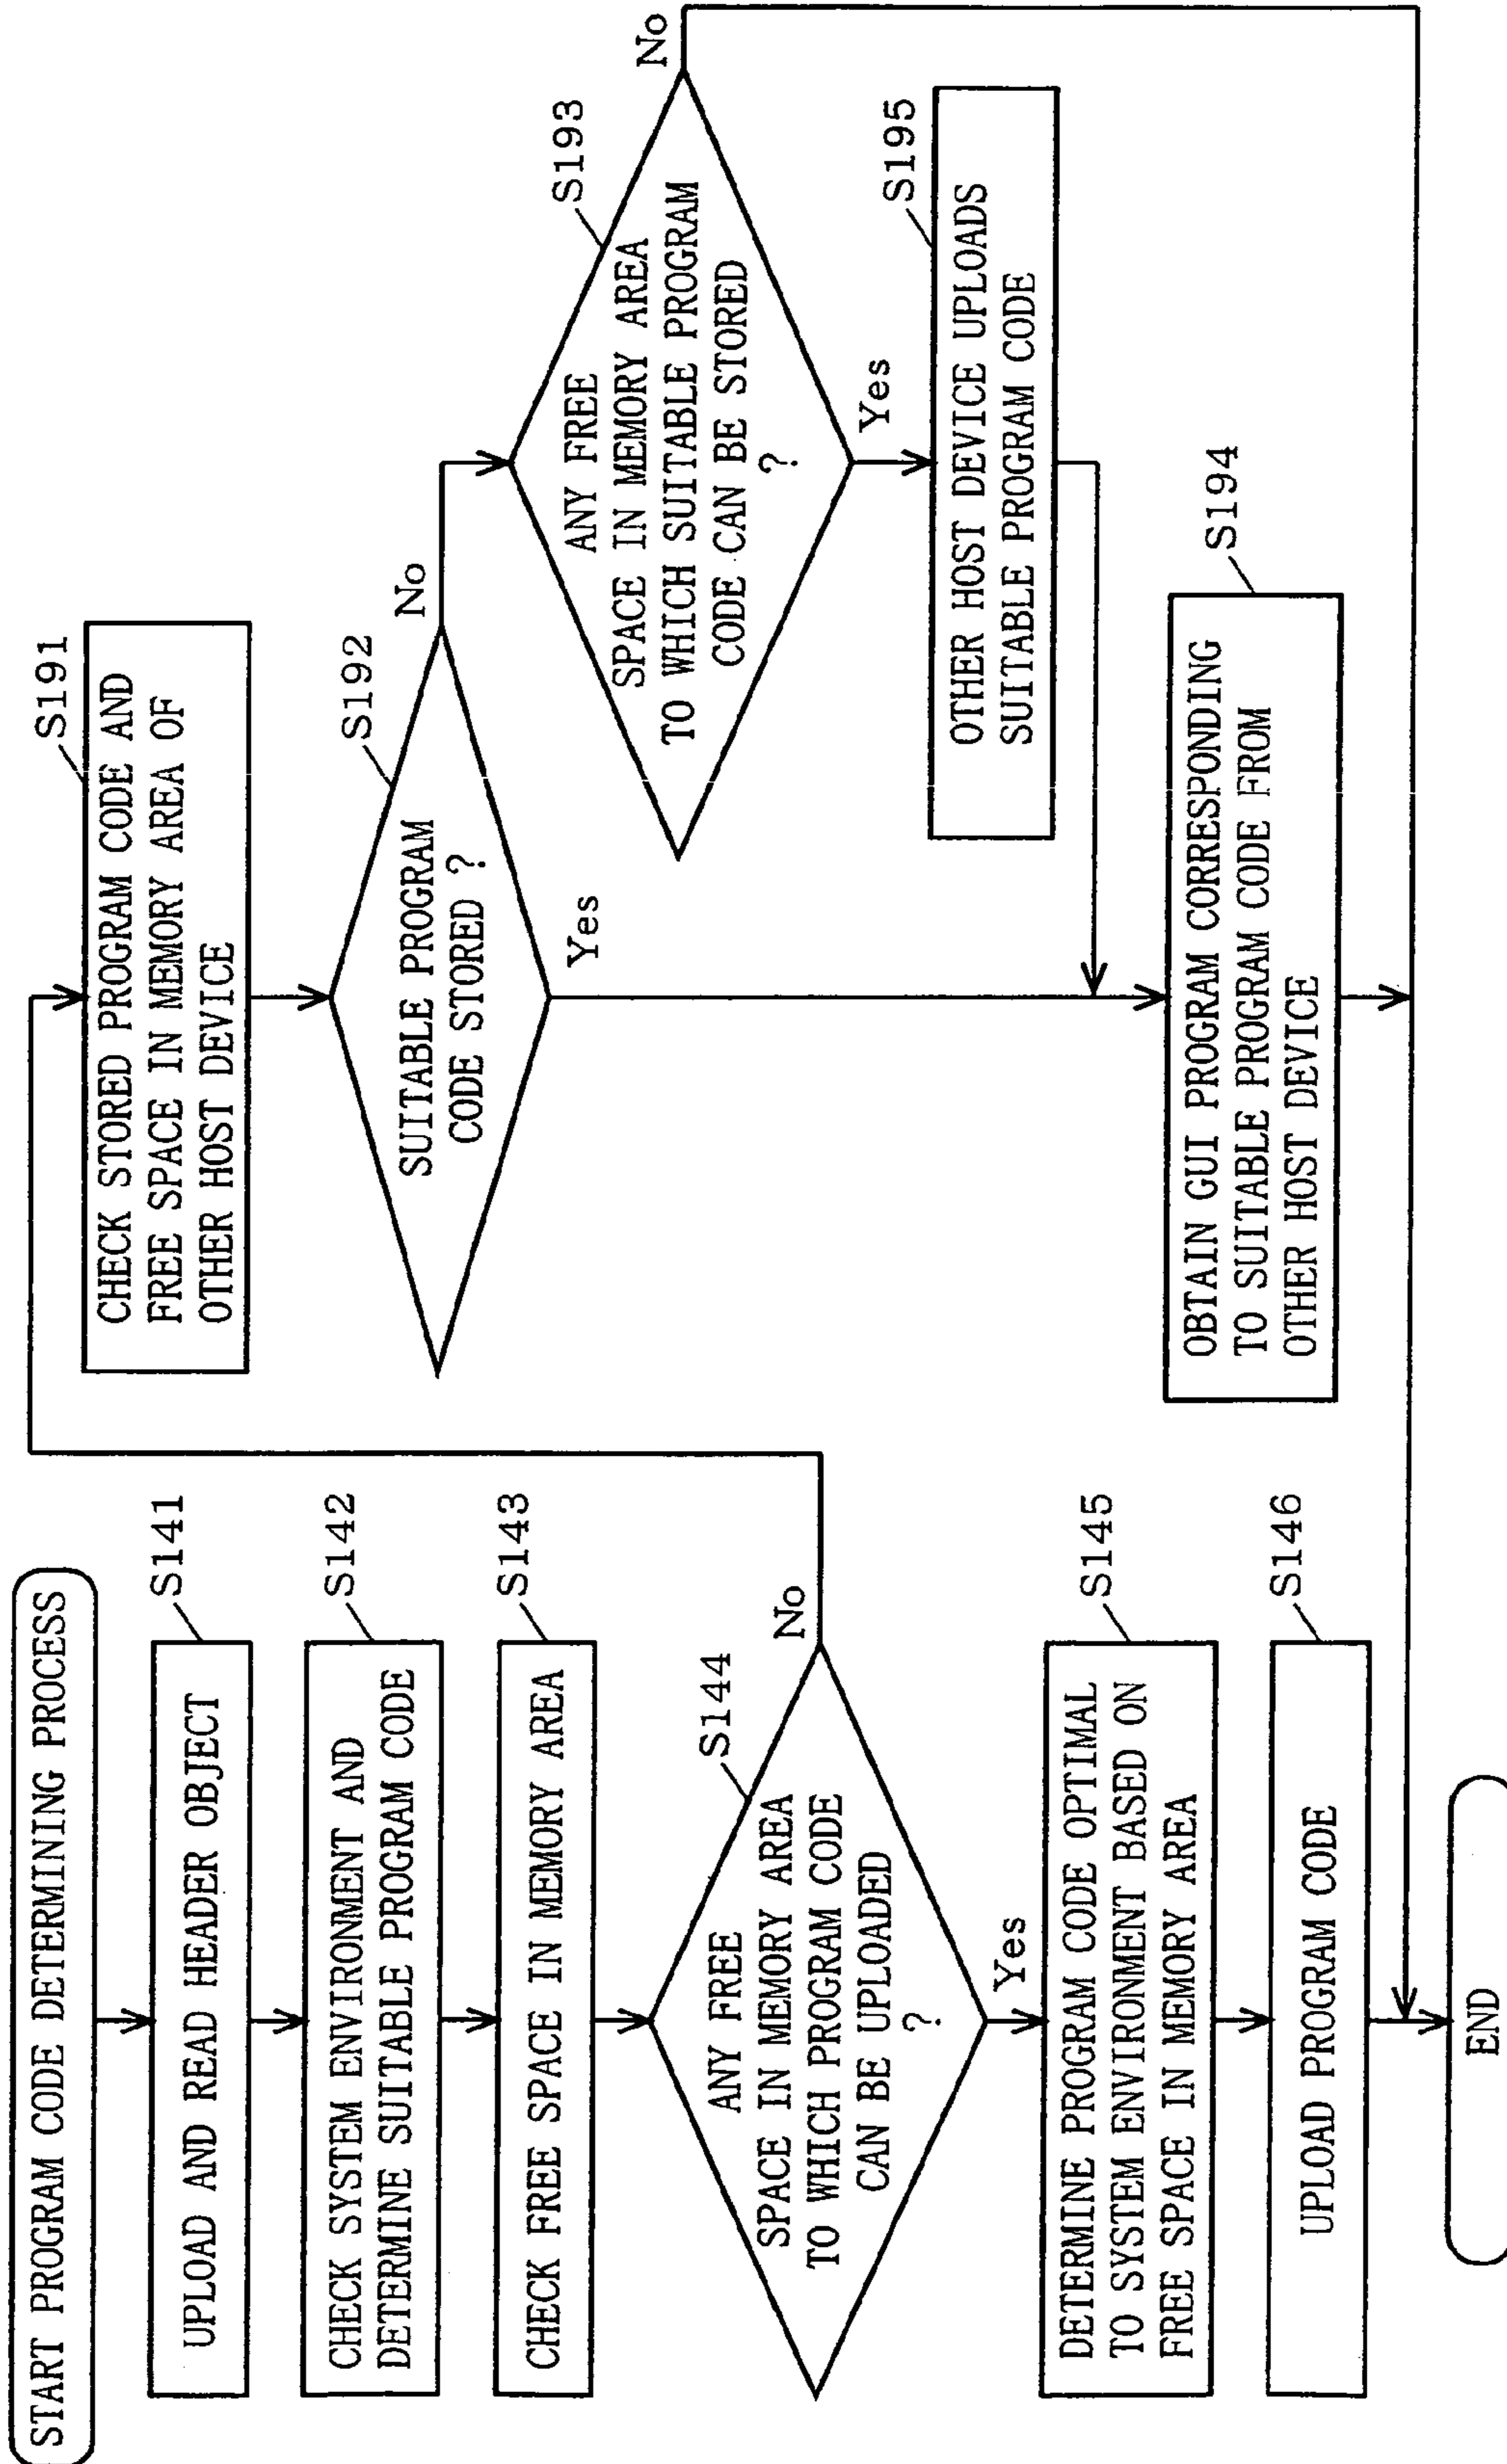 START PROGRAM CODE DETERMINING PROCESS
S141
UPLOAD AND READ HEADER OBJECT
S142
CHECK SYSTEM ENVIRONMENT AND
DETERMINE SUITABLE PROGRAM CODE
S143
CHECK FREE SPACE IN MEMORY AREA
S144
ANY FREE
SPACE IN MEMORY AREA
TO WHICH PROGRAM CODE
CAN BE UPLOADED
?
No
Yes
S145
DETERMINE PROGRAM CODE OPTIMAL
TO SYSTEM ENVIRONMENT BASED ON
FREE SPACE IN MEMORY AREA
S146
UPLOAD PROGRAM CODE
END
S191
CHECK STORED PROGRAM CODE AND
FREE SPACE IN MEMORY AREA OF
OTHER HOST DEVICE
S192
SUITABLE PROGRAM
CODE STORED ?
No
Yes
S193
ANY FREE
SPACE IN MEMORY AREA
TO WHICH SUITABLE PROGRAM
CODE CAN BE STORED
?
No
Yes
S195
OTHER HOST DEVICE UPLOADS
SUITABLE PROGRAM CODE
S194
OBTAIN GUI PROGRAM CORRESPONDING
TO SUITABLE PROGRAM CODE FROM
OTHER HOST DEVICE